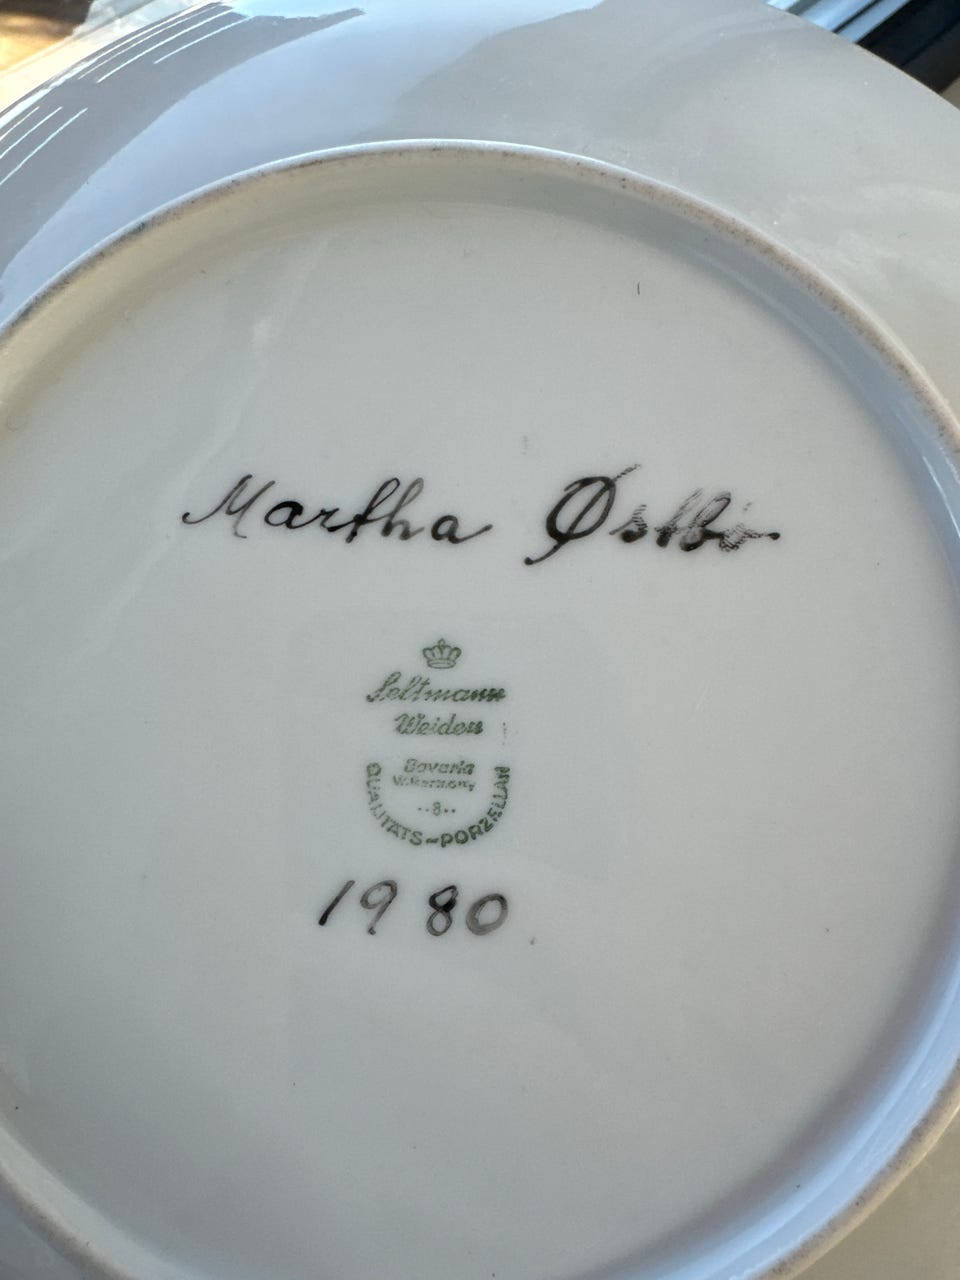 Martha Østbø
Seltmann
Weiden
Bavaria
W.Germany
..8..
QUALITÄTS-PORZELLAN
1980